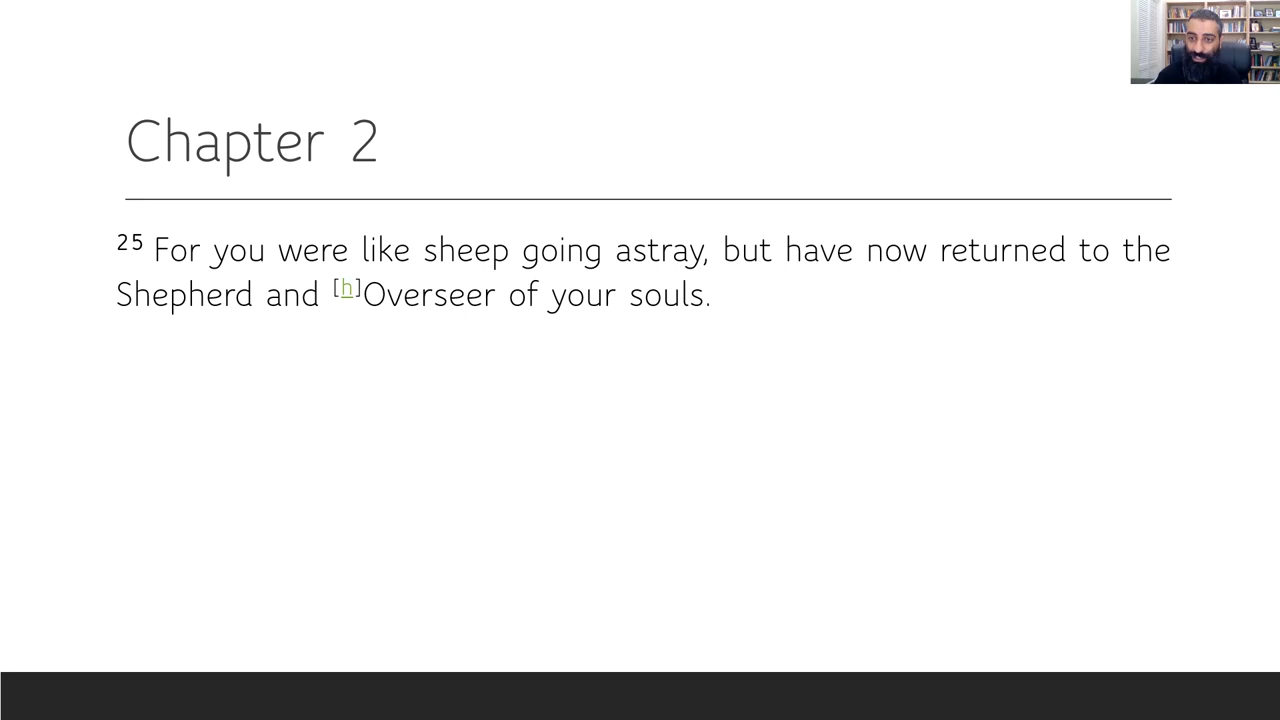 Chapter 2
25 For you were like sheep going astray, but have now returned to the
Shepherd and [h]Overseer of your souls.